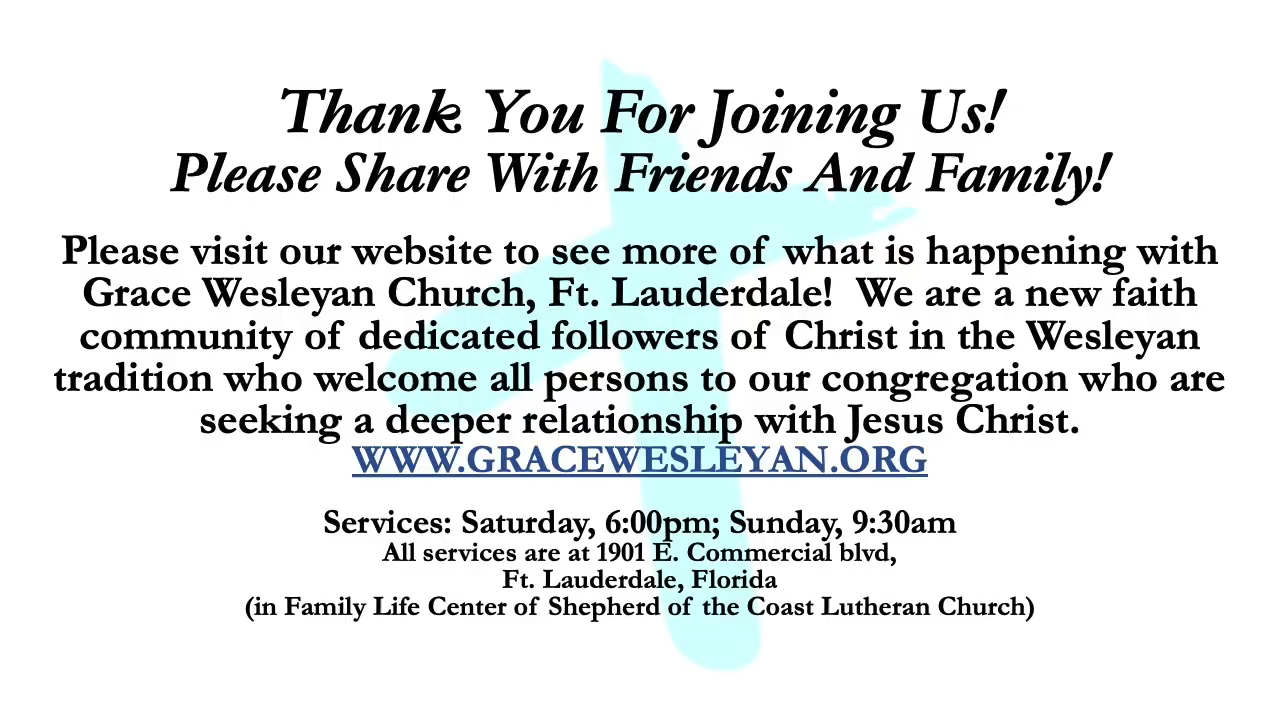 Thank You For Joining Us!
Please Share With Friends And Family!
Please visit our website to see more of what is happening with
Grace Wesleyan Church, Ft. Lauderdale!  We are a new faith
community of dedicated followers of Christ in the Wesleyan
tradition who welcome all persons to our congregation who are
seeking a deeper relationship with Jesus Christ.
WWW.GRACEWESLEYAN.ORG
Services: Saturday, 6:00pm; Sunday, 9:30am
All services are at 1901 E. Commercial blvd,
Ft. Lauderdale, Florida
(in Family Life Center of Shepherd of the Coast Lutheran Church)